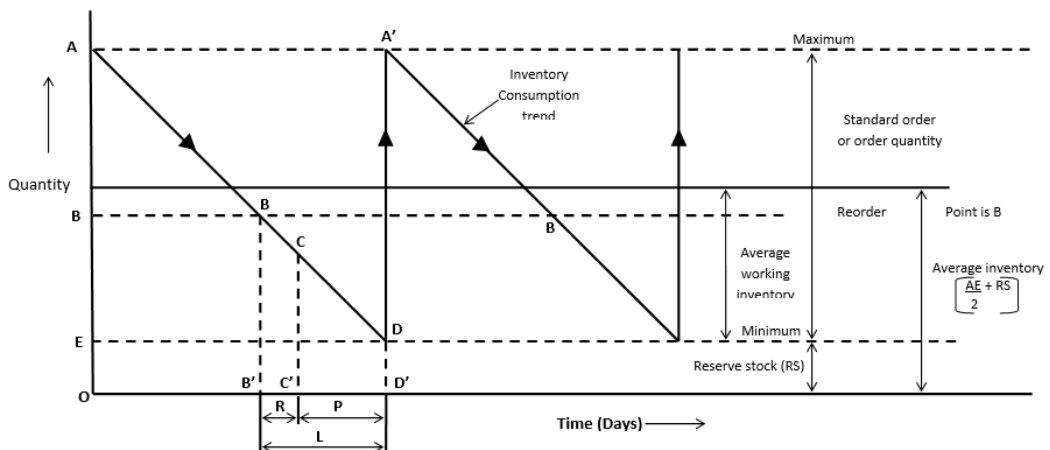 A
A’
Maximum
Inventory
Consumption
trend
Standard order
or order quantity
Quantity
B
B
B
Reorder
Point is B
C
Average
working
inventory
Average inventory
AE + RS
2
D
Minimum
E
Reserve stock (RS)
O
B’
C’
D’
R
P
L
Time (Days)